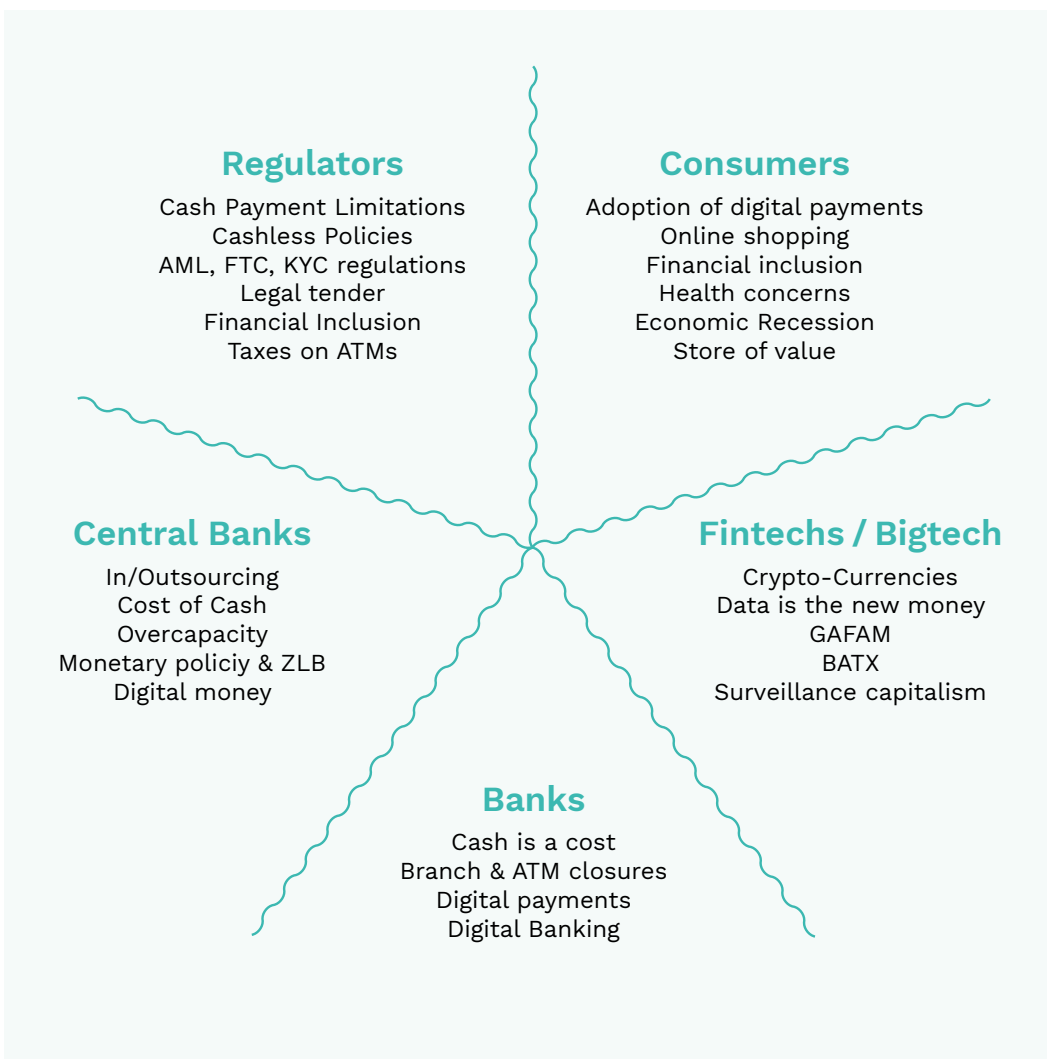 Regulators
Cash Payment Limitations
Cashless Policies
AML, FTC, KYC regulations
Legal tender
Financial Inclusion
Taxes on ATMs
Consumers
Adoption of digital payments
Online shopping
Financial inclusion
Health concerns
Economic Recession
Store of value
Central Banks
In/Outsourcing
Cost of Cash
Overcapacity
Monetary policiy & ZLB
Digital money
Fintechs / Bigtech
Crypto-Currencies
Data is the new money
GAFAM
BATX
Surveillance capitalism
Banks
Cash is a cost
Branch & ATM closures
Digital payments
Digital Banking